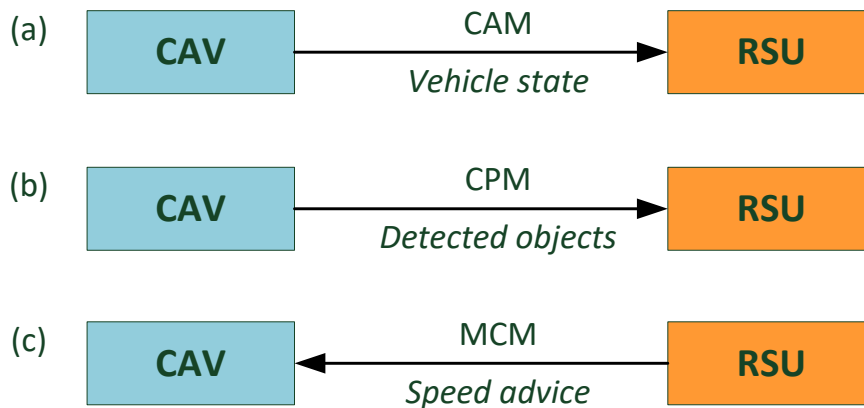 (a)
CAV
CAM
Vehicle state
RSU
(b)
CAV
CPM
Detected objects
RSU
(c)
CAV
MCM
Speed advice
RSU